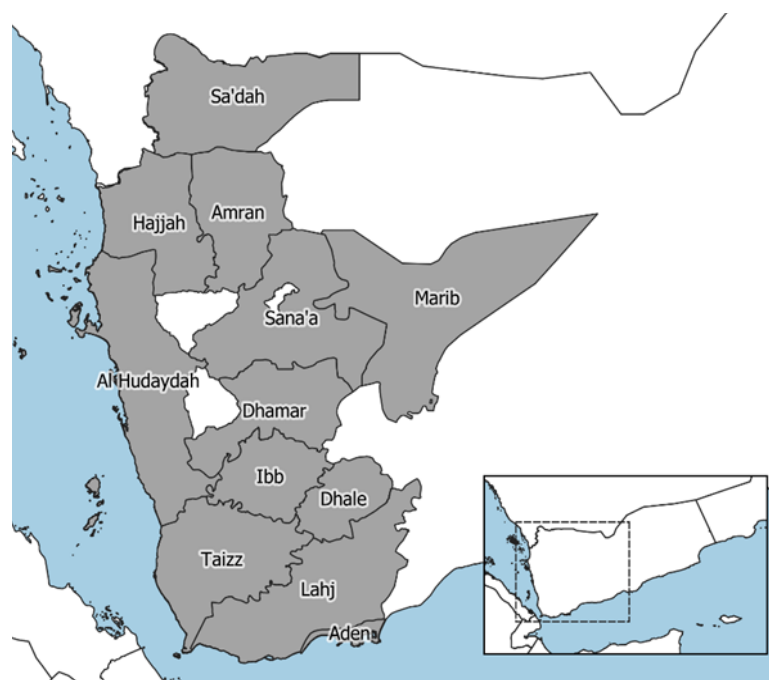 Sa'dah
Hajjah
Amran
Marib
Sana'a
Al Hudaydah
Dhamar
Ibb
Dhale
Taizz
Lahj
Aden